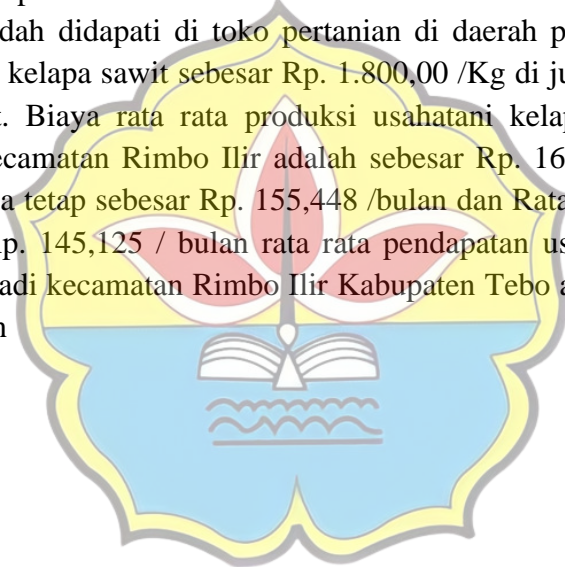 dah didapati di toko pertanian di daerah p
kelapa sawit sebesar Rp. 1.800,00 /Kg di ju
t. Biaya rata rata produksi usahatani kela
ecamatan Rimbo Ilir adalah sebesar Rp. 16
a tetap sebesar Rp. 155,448 /bulan dan Rata
p. 145,125 / bulan rata rata pendapatan us
adi kecamatan Rimbo Ilir Kabupaten Tebo a